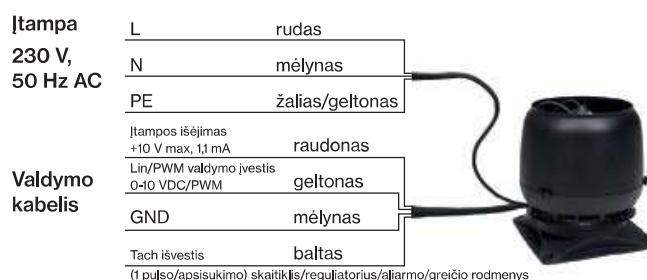 Įtampa
230 V,
50 Hz AC
L rudas
N mėlynas
PE žalias/geltonas
Valdymo
kabelis
Įtampos išėjimas
+10 V max, 1,1 mA
raudonas
Lin/PWM valdymo įvestis
0-10 VDC/PWM
geltonas
GND mėlynas
Tach išvestis baltas
(1 pulso/apsisukimo) skaitiklis/reguliatorius/aliarmo/greičio rodmenys